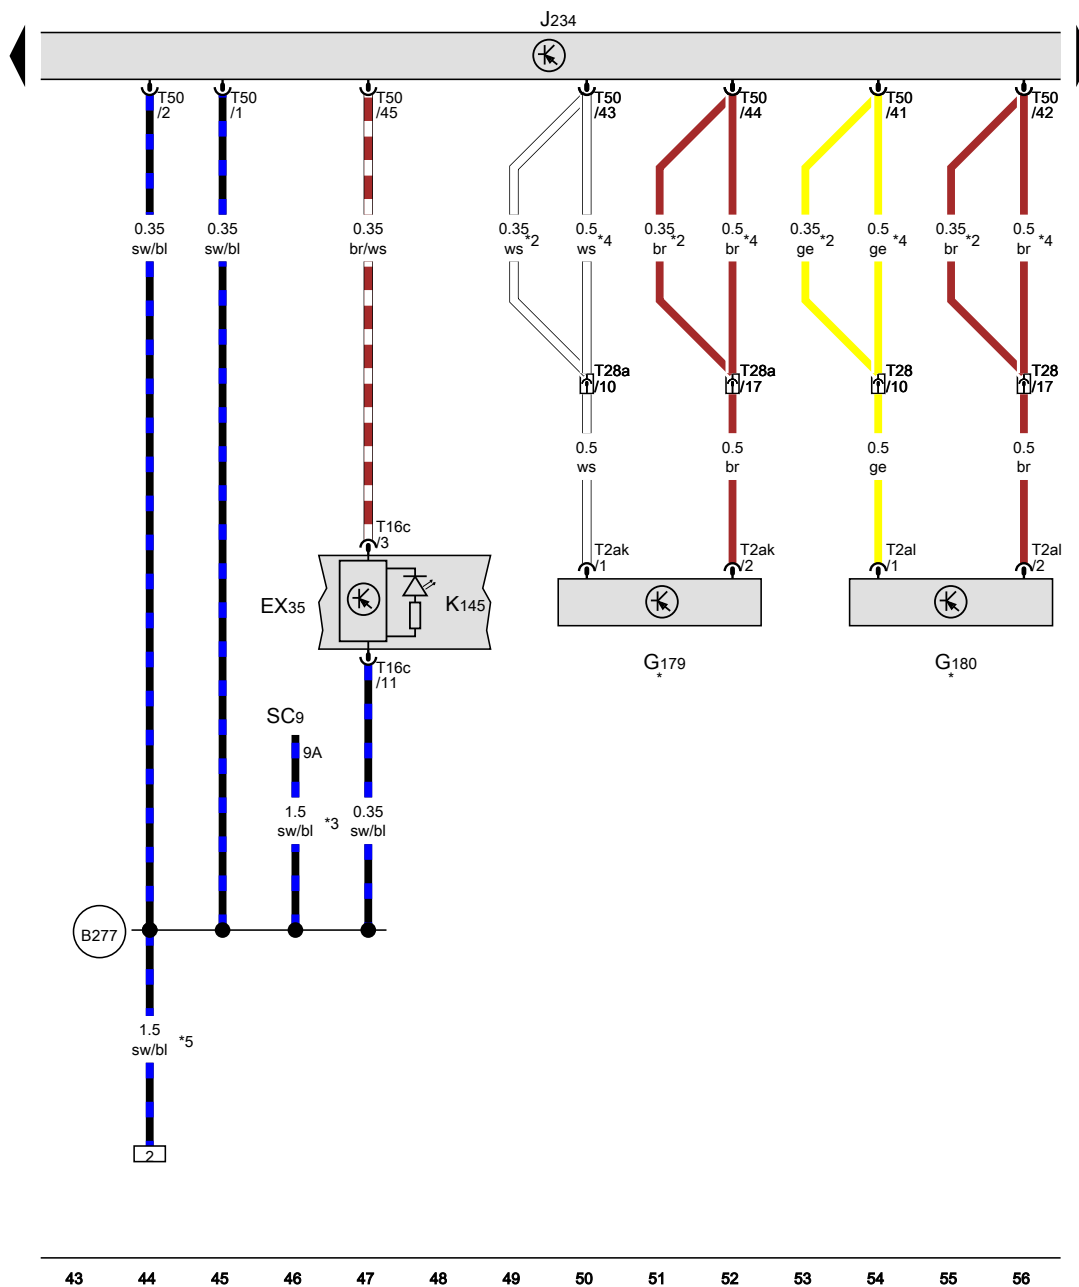 J234
T50 T50 T50 T50 T50 T50 T50
/2 /1 /45 /43 /44 /41 /42
0.35 0.35 0.35 0.35 0.5 0.35 0.5 0.35 0.5 0.35 0.5
sw/bl sw/bl br/ws ws *2 ws *4 br *2 br *4 ge *2 ge *4 br *2 br *4
T28a T28a T28 T28
/10 /17 /10 /17
0.5 0.5 0.5 0.5
ws br ge br
T16c
/3
T2ak T2ak T2al T2al
/1 /2 /1 /2
EX35 K145
G179 G180
* *
T16c
/11
SC9
9A
1.5 *3 0.35
sw/bl sw/bl
B277
1.5
sw/bl *5
2
43 44 45 46 47 48 49 50 51 52 53 54 55 56